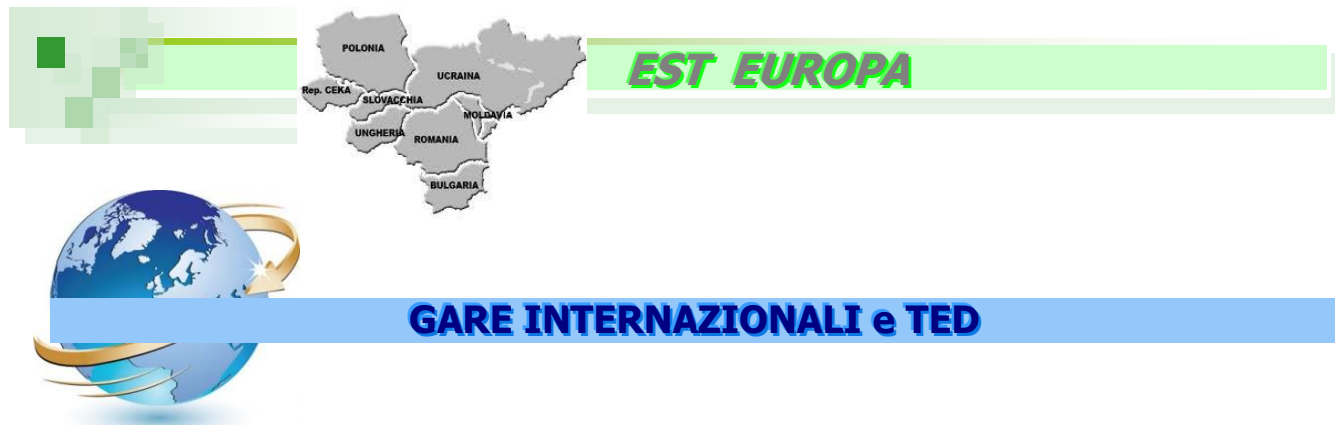 EST EUROPA
POLONIA
UCRAINA
Rep. CEKA
SLOVACCHIA
MOLDAVIA
UNGHERIA
ROMANIA
BULGARIA
GARE INTERNAZIONALI e TED